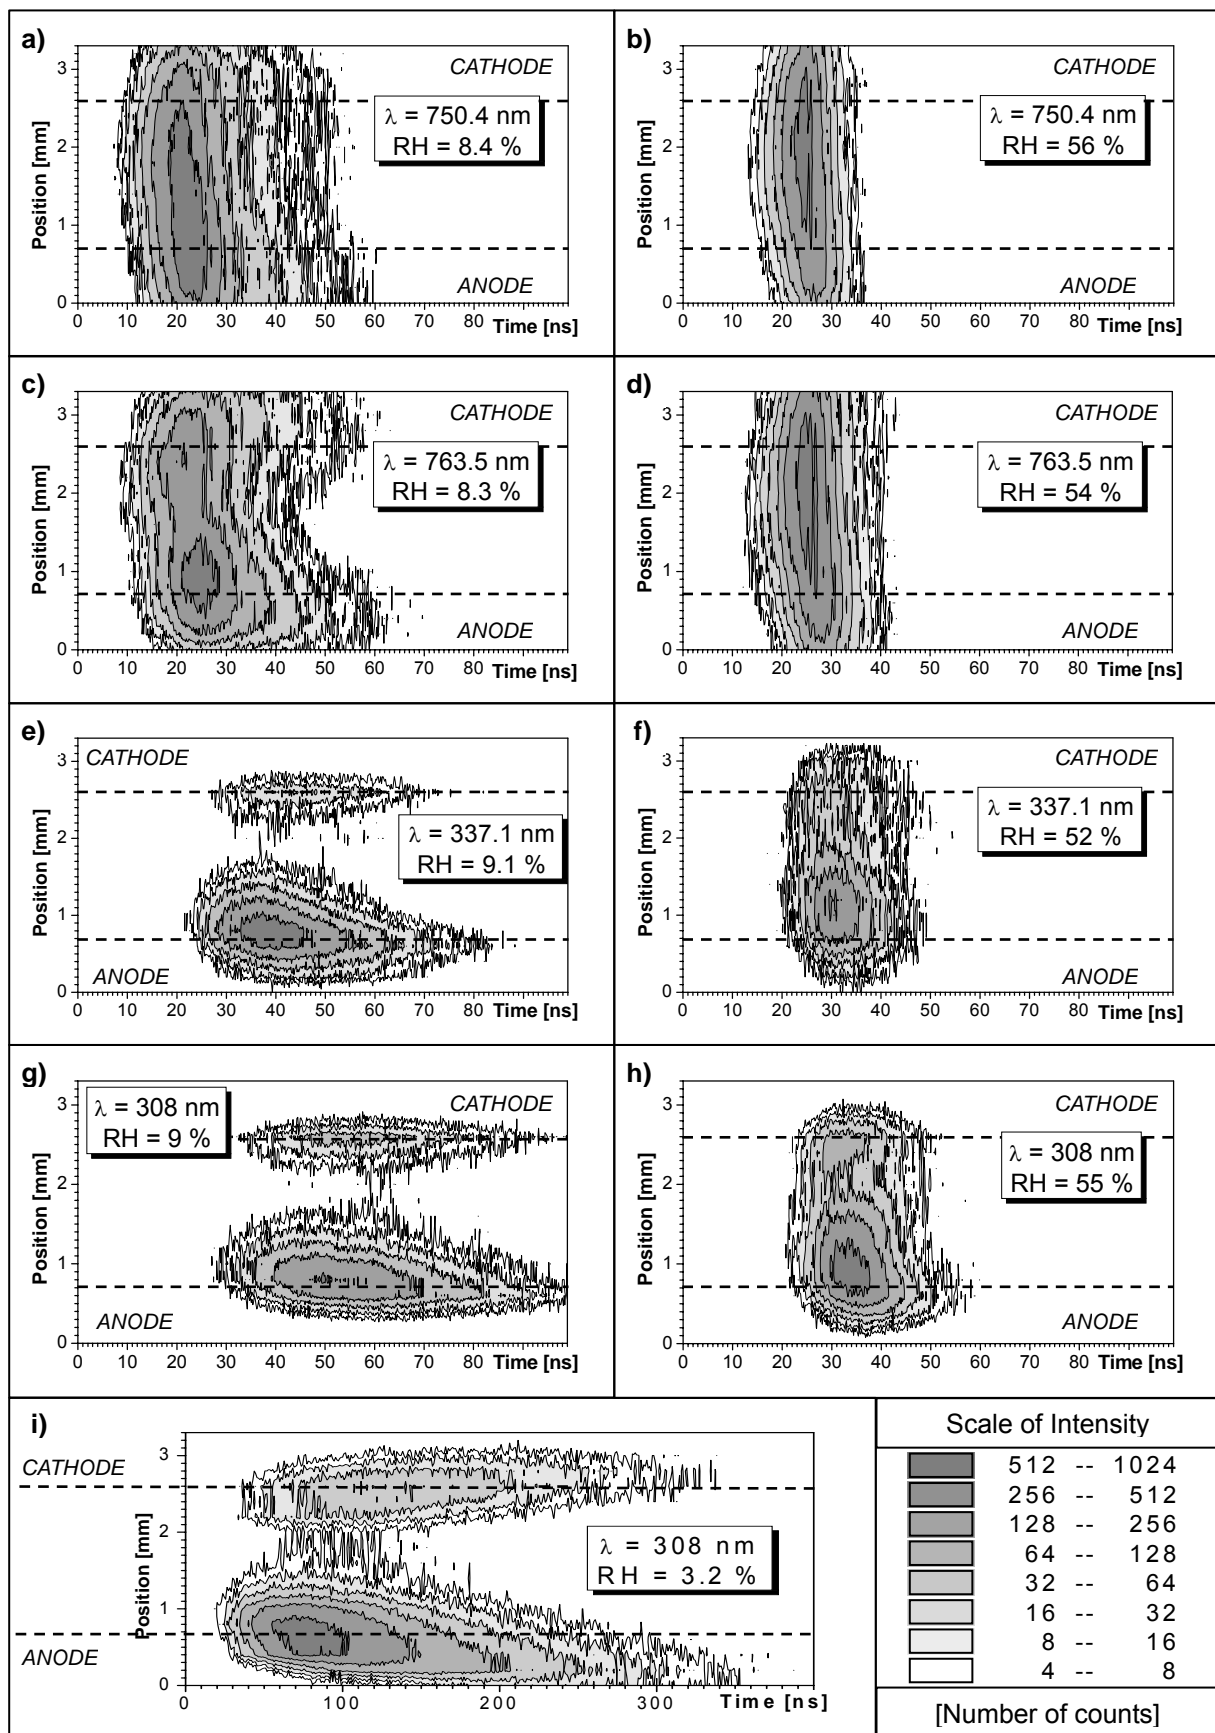 a)
3
2
1
0
Position [mm]
CATHODE
λ = 750.4 nm
RH = 8.4 %
ANODE
0 10 20 30 40 50 60 70 80 Time [ns]
b)
3
2
1
0
Position [mm]
CATHODE
λ = 750.4 nm
RH = 56 %
ANODE
0 10 20 30 40 50 60 70 80 Time [ns]
c)
3
2
1
0
Position [mm]
CATHODE
λ = 763.5 nm
RH = 8.3 %
ANODE
0 10 20 30 40 50 60 70 80 Time [ns]
d)
3
2
1
0
Position [mm]
CATHODE
λ = 763.5 nm
RH = 54 %
ANODE
0 10 20 30 40 50 60 70 80 Time [ns]
e)
3
2
1
0
Position [mm]
CATHODE
λ = 337.1 nm
RH = 9.1 %
ANODE
0 10 20 30 40 50 60 70 80 Time [ns]
f)
3
2
1
0
Position [mm]
CATHODE
λ = 337.1 nm
RH = 52 %
ANODE
0 10 20 30 40 50 60 70 80 Time [ns]
g)
3
2
1
0
Position [mm]
λ = 308 nm
RH = 9 %
CATHODE
ANODE
0 10 20 30 40 50 60 70 80 Time [ns]
h)
3
2
1
0
Position [mm]
CATHODE
λ = 308 nm
RH = 55 %
ANODE
0 10 20 30 40 50 60 70 80 Time [ns]
i)
3
2
1
0
Position [mm]
CATHODE
λ = 308 nm
RH = 3.2 %
ANODE
0 100 200 300 Time [ns]
Scale of Intensity
512 -- 1024
256 -- 512
128 -- 256
64 -- 128
32 -- 64
16 -- 32
8 -- 16
4 -- 8
[Number of counts]